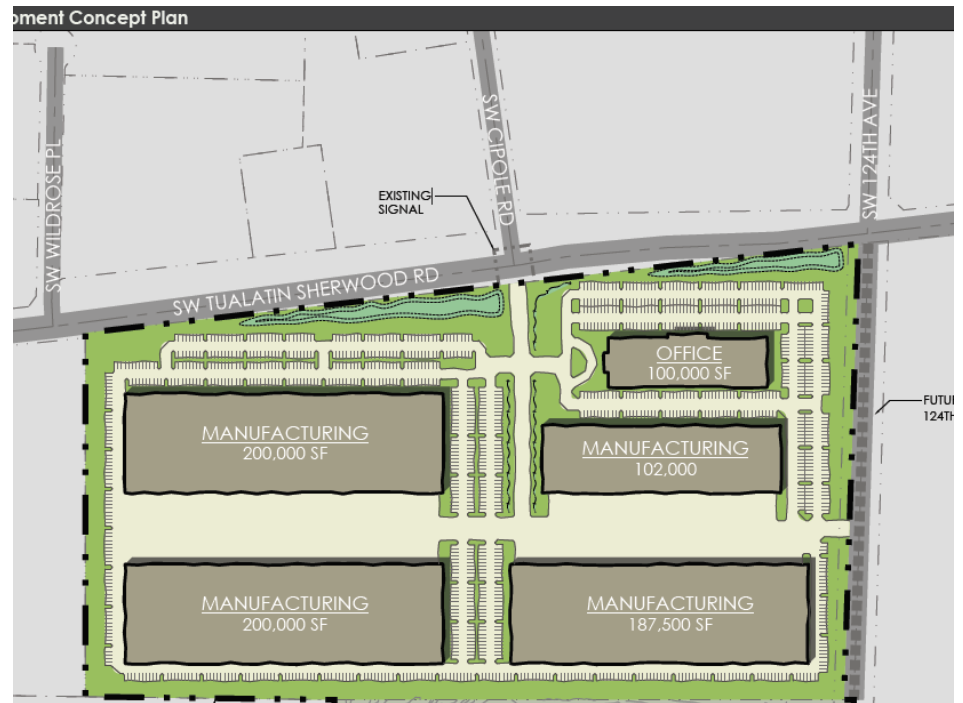 pment Concept Plan
SW WILDROSE PL
SW CIPOLE RD
SW 124TH AVE
EXISTING
SIGNAL
SW TUALATIN SHERWOOD RD
OFFICE
100,000 SF
FUTU
124TH
MANUFACTURING
200,000 SF
MANUFACTURING
102,000
MANUFACTURING
200,000 SF
MANUFACTURING
187,500 SF